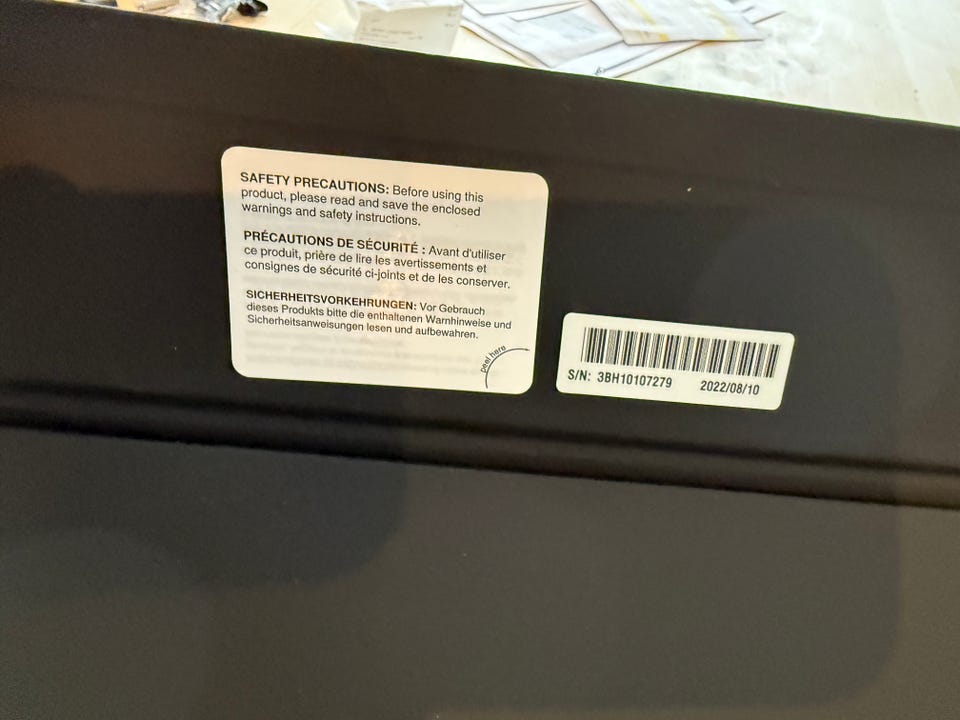 SAFETY PRECAUTIONS: Before using this
product, please read and save the enclosed
warnings and safety instructions.
PRÉCAUTIONS DE SÉCURITÉ : Avant d'utiliser
ce produit, prière de lire les avertissements et
consignes de sécurité ci-joints et de les conserver.
SICHERHEITSVORKEHRUNGEN: Vor Gebrauch
dieses Produkts bitte die enthaltenen Warnhinweise und
Sicherheitsanweisungen lesen und aufbewahren.
peel here
S/N: 3BH10107279 2022/08/10